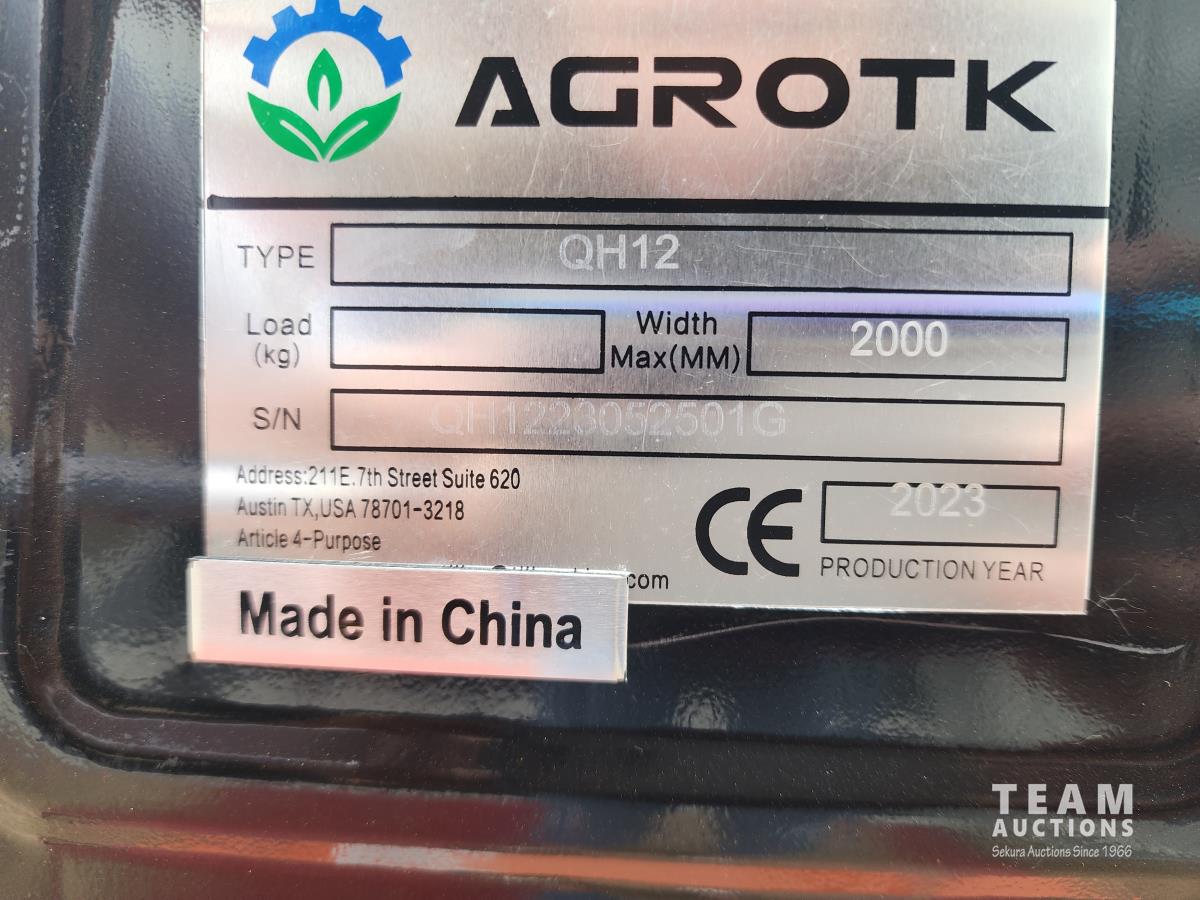 AGROTK
TYPE QH12
Load (kg)
Width Max(MM) 2000
S/N QH1223052501G
Address:211E.7th Street Suite 620
Austin TX,USA 78701-3218
Article 4-Purpose
com
CE 2023
PRODUCTION YEAR
Made in China
TEAM
AUCTIONS
Sekura Auctions Since 1966